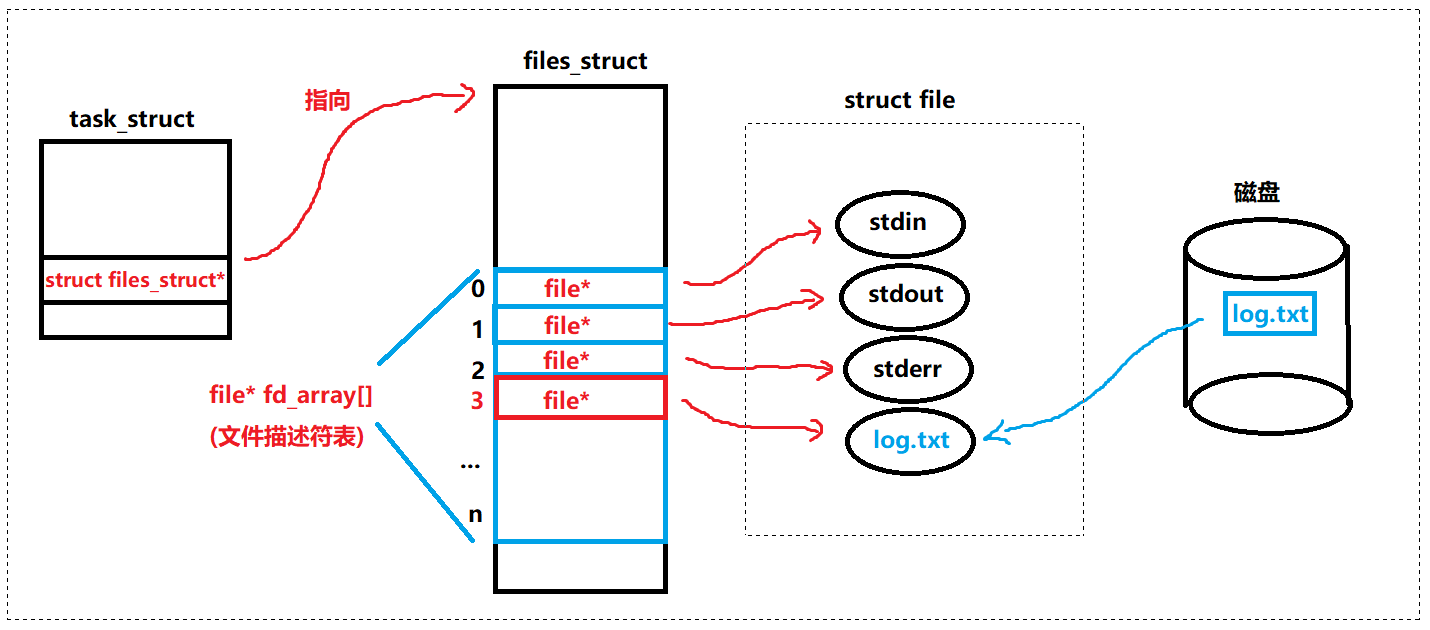 task_struct
struct files_struct*
指向
files_struct
0
file*
1
file*
2
file*
3
file*
...
n
file* fd_array[]
(文件描述符表)
struct file
stdin
stdout
stderr
log.txt
磁盘
log.txt